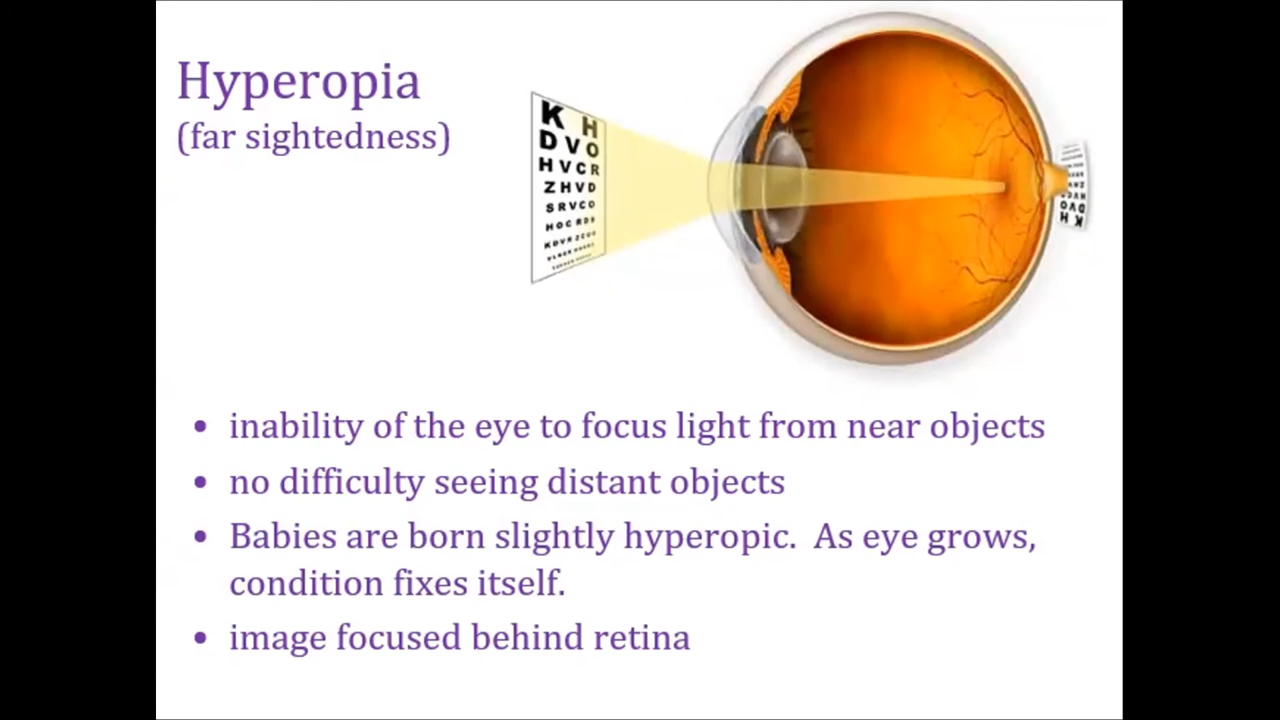 Hyperopia
(far sightedness)
K H
D V O
H V C R
Z H V D
S R V C O
H O C R D S
• inability of the eye to focus light from near objects
• no difficulty seeing distant objects
• Babies are born slightly hyperopic.  As eye grows,
condition fixes itself.
• image focused behind retina